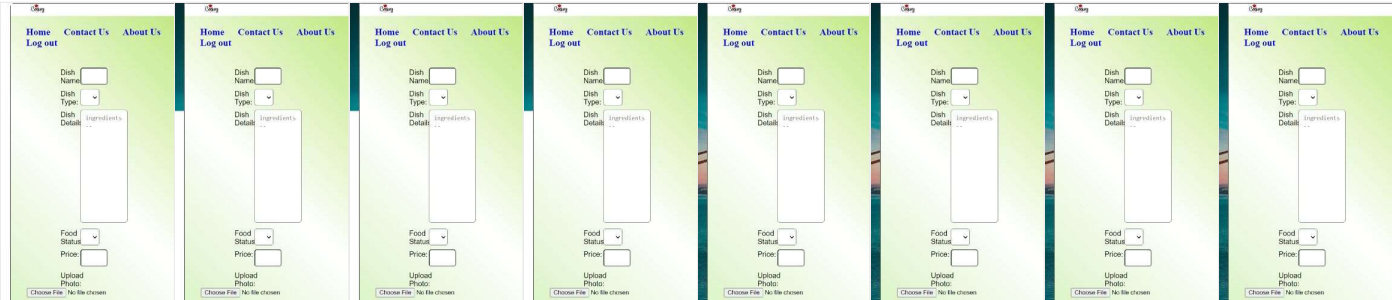 Home Contact Us About Us
Log out
Dish
Name
Dish
Type:
Dish
Details
ingredients
Food
Status
Price:
Upload
Photo:
Choose File No file chosen
Home Contact Us About Us
Log out
Dish
Name
Dish
Type:
Dish
Details
ingredients
Food
Status
Price:
Upload
Photo:
Choose File No file chosen
Home Contact Us About Us
Log out
Dish
Name
Dish
Type:
Dish
Details
ingredients
Food
Status
Price:
Upload
Photo:
Choose File No file chosen
Home Contact Us About Us
Log out
Dish
Name
Dish
Type:
Dish
Details
ingredients
Food
Status
Price:
Upload
Photo:
Choose File No file chosen
Home Contact Us About Us
Log out
Dish
Name
Dish
Type:
Dish
Details
ingredients
Food
Status
Price:
Upload
Photo:
Choose File No file chosen
Home Contact Us About Us
Log out
Dish
Name
Dish
Type:
Dish
Details
ingredients
Food
Status
Price:
Upload
Photo:
Choose File No file chosen
Home Contact Us About Us
Log out
Dish
Name
Dish
Type:
Dish
Details
ingredients
Food
Status
Price:
Upload
Photo:
Choose File No file chosen
Home Contact Us About Us
Log out
Dish
Name
Dish
Type:
Dish
Details
ingredients
Food
Status
Price:
Upload
Photo:
Choose File No file chosen